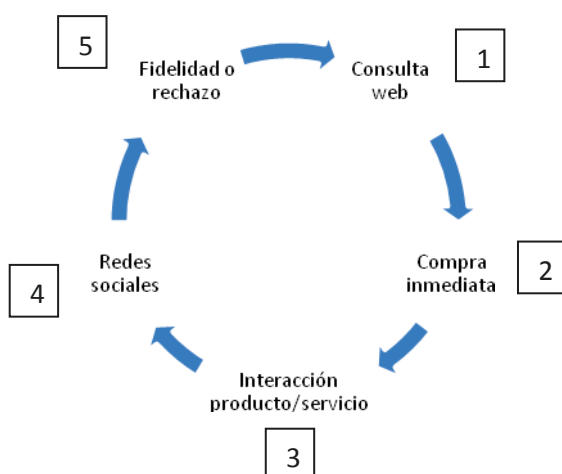 5
Fidelidad o
rechazo
Consulta
web
1
Compra
inmediata
2
Interacción
producto/servicio
3
Redes
sociales
4